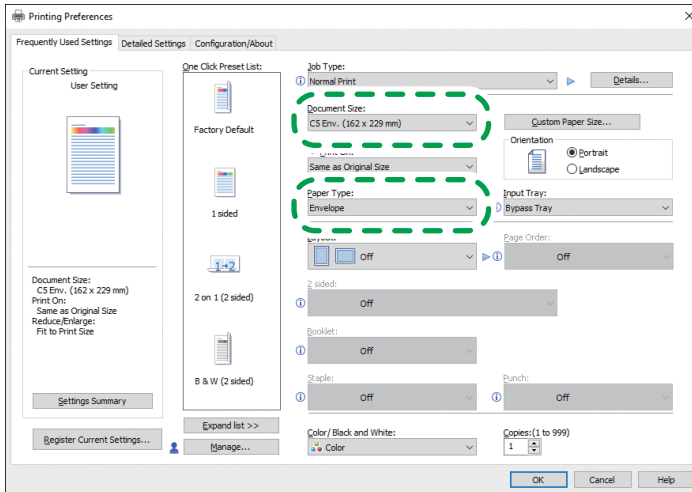 Printing Preferences
Frequently Used Settings Detailed Settings Configuration/About
Current Setting
User Setting
Document Size:
C5 Env. (162 x 229 mm)
Print On:
Same as Original Size
Reduce/Enlarge:
Fit to Print Size
Settings Summary
Register Current Settings...
One Click Preset List:
Factory Default
1 sided
1→2
2 on 1 (2 sided)
B & W (2 sided)
Expand list >>
Manage...
Job Type:
Normal Print
Details...
Document Size:
C5 Env. (162 x 229 mm)
Custom Paper Size...
Orientation
Portrait
Landscape
Same as Original Size
Paper Type:
Envelope
Input Tray:
Bypass Tray
Layout:
Off
Page Order:
Off
2 sided:
Off
Booklet:
Off
Staple:
Off
Punch:
Off
Color/ Black and White:
Color
Copies:(1 to 999)
1
OK Cancel Help